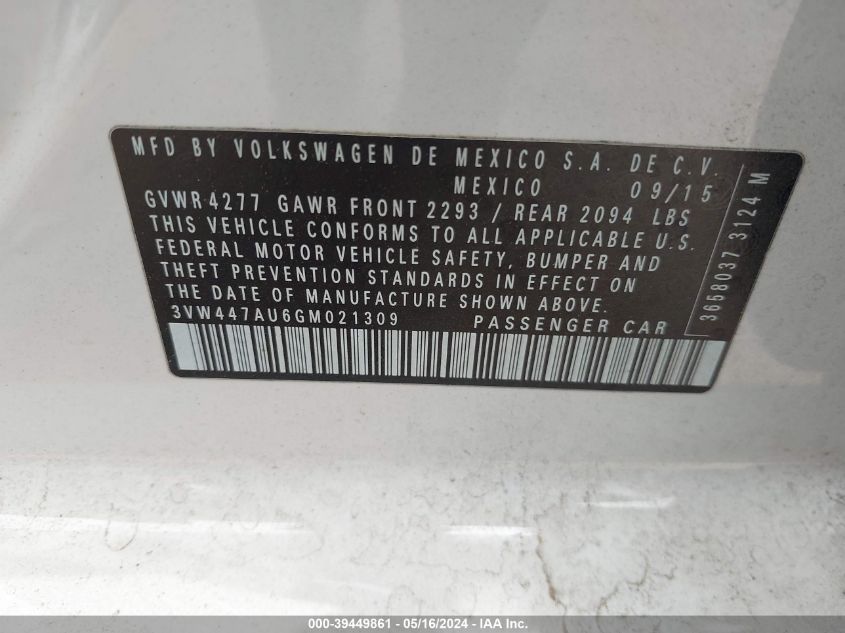 MFD BY VOLKSWAGEN DE MEXICO S.A. DE C.V.
MEXICO 09/15
GVWR 4277 GAWR FRONT 2293 / REAR 2094 LBS
THIS VEHICLE CONFORMS TO ALL APPLICABLE U.S.
FEDERAL MOTOR VEHICLE SAFETY, BUMPER AND
THEFT PREVENTION STANDARDS IN EFFECT ON
THE DATE OF MANUFACTURE SHOWN ABOVE.
3VW447AU6GM021309 PASSENGER CAR
3658037 3124 M
000-39449861 - 05/16/2024 - IAA Inc.